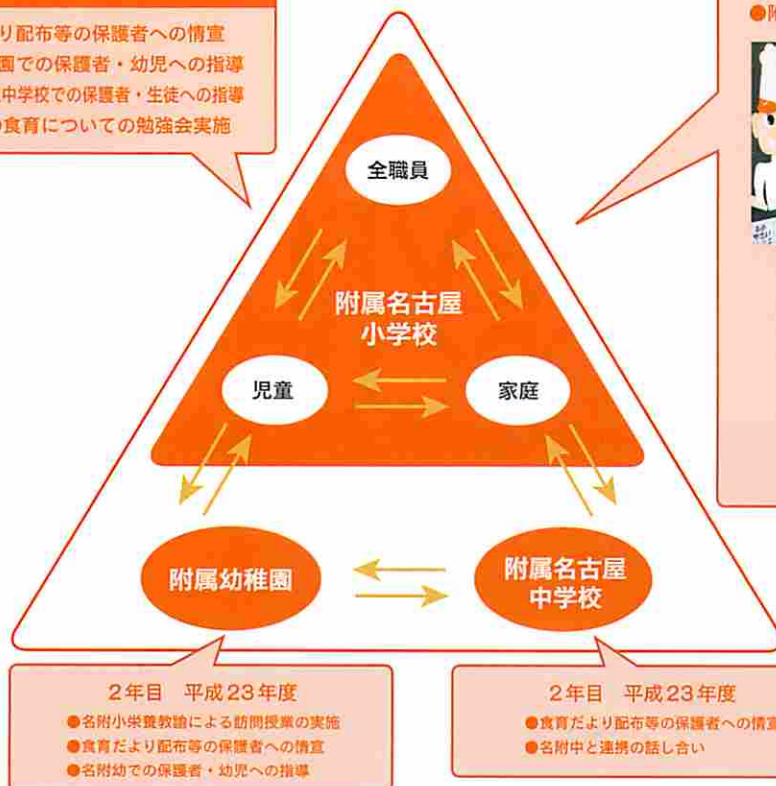 り配布等の保護者への情宣
園での保護者・幼児への指導
中学校での保護者・生徒への指導
食育についての勉強会実施
全職員
附属名古屋
小学校
児童
家庭
附属幼稚園
附属名古屋
中学校
2年目 平成23年度
●名附小栄養教諭による訪問授業の実施
●食育だより配布等の保護者への情宣
●名附幼での保護者・幼児への指導
2年目 平成23年度
●食育だより配布等の保護者への情宣
●名附中と連携の話し合い